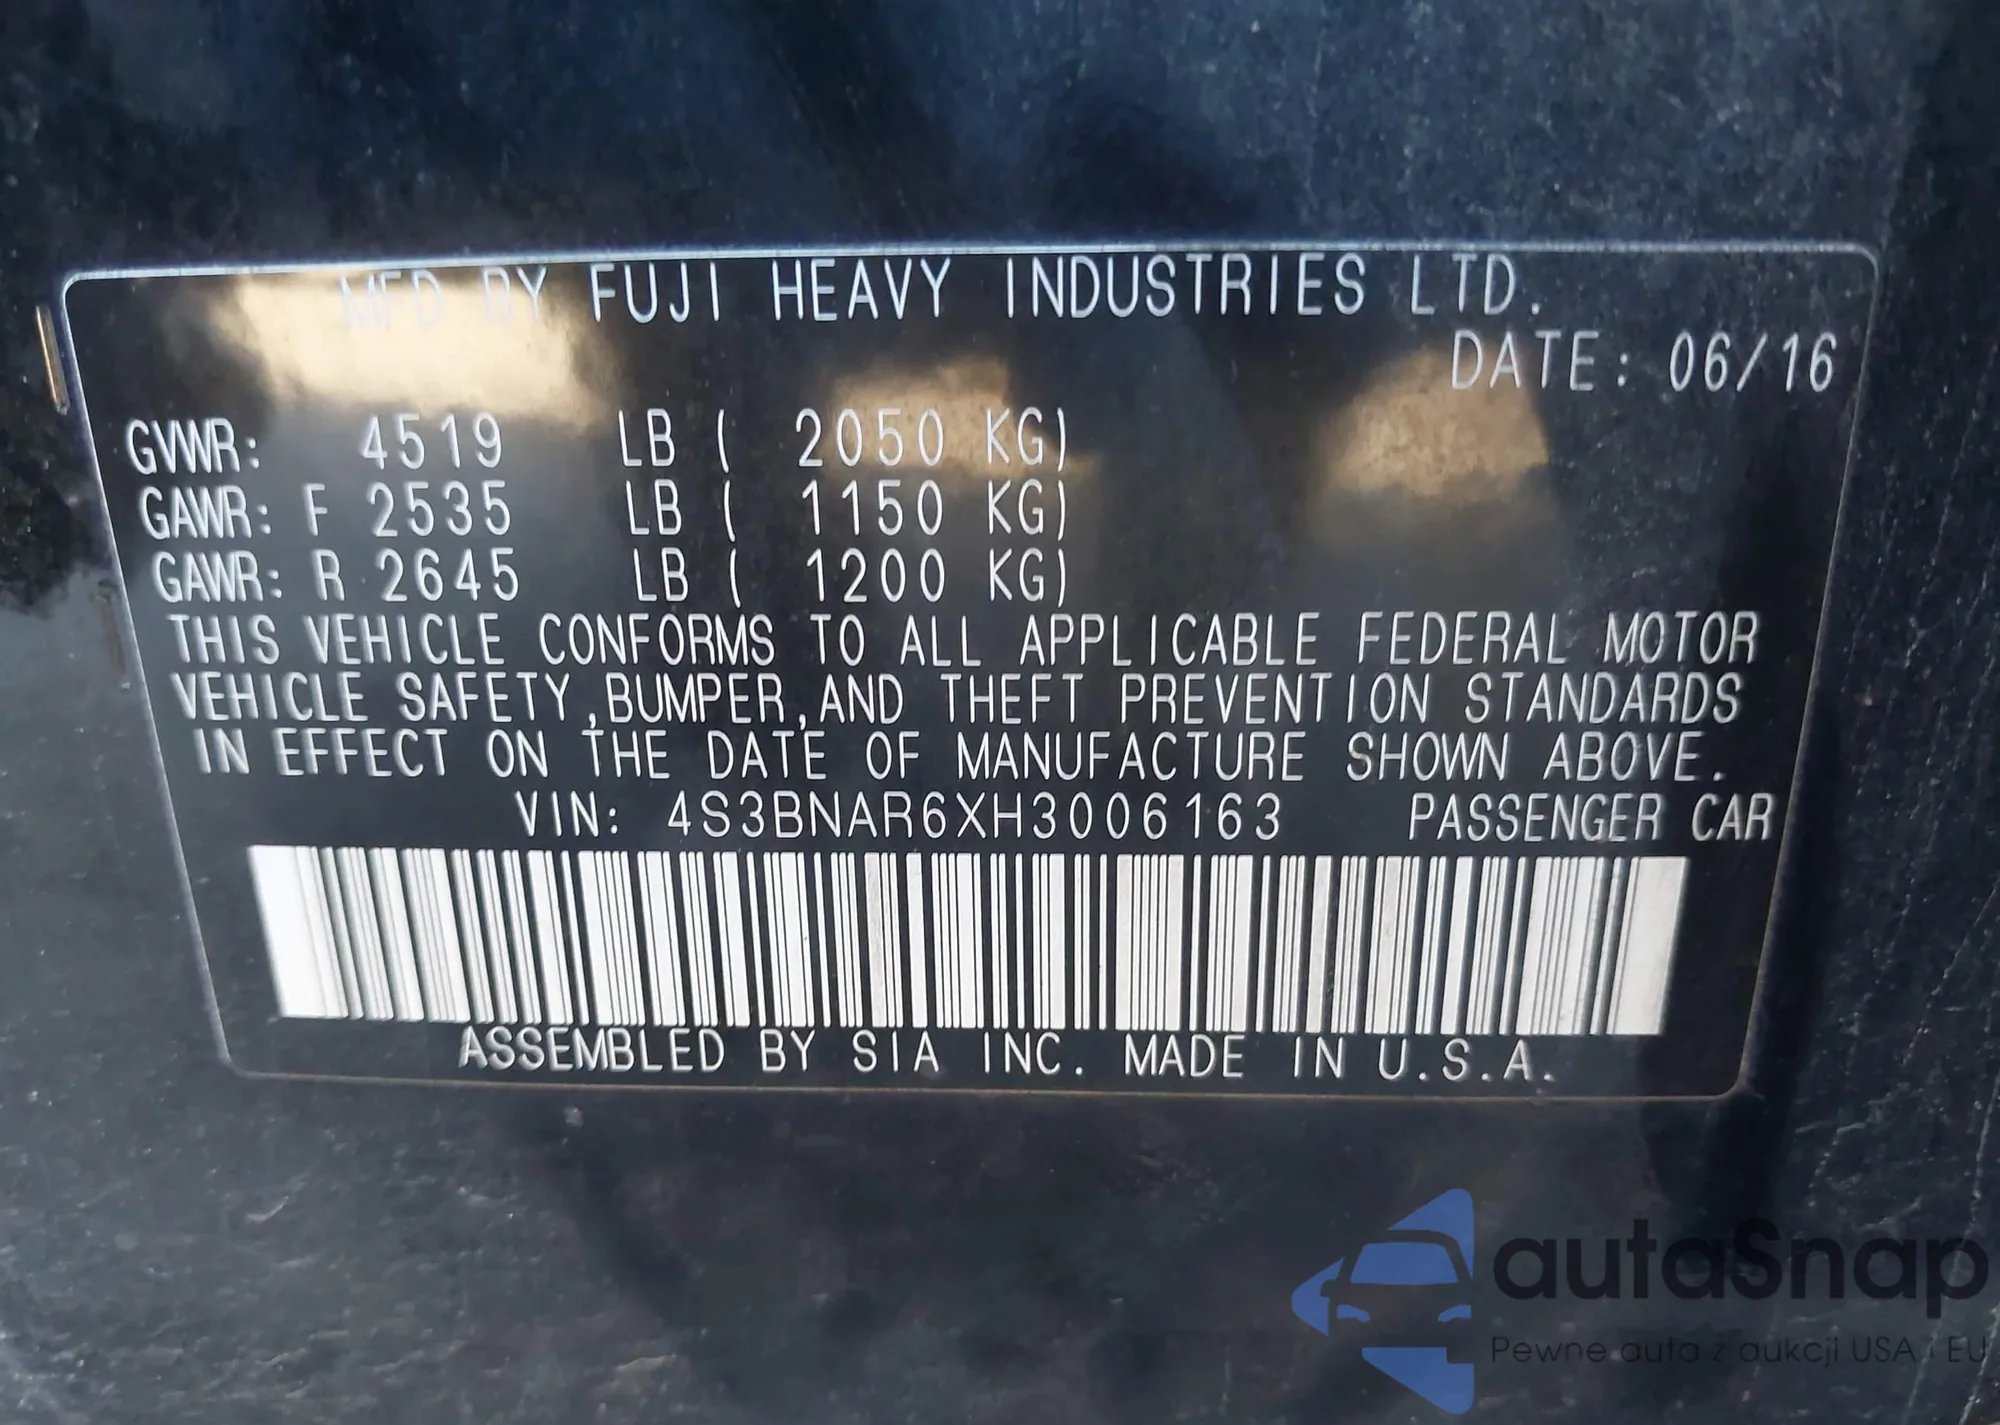 MFD BY FUJI HEAVY INDUSTRIES LTD.
DATE: 06/16
GVWR: 4519 LB ( 2050 KG)
GAWR: F 2535 LB ( 1150 KG)
GAWR: R 2645 LB ( 1200 KG)
THIS VEHICLE CONFORMS TO ALL APPLICABLE FEDERAL MOTOR
VEHICLE SAFETY,BUMPER,AND THEFT PREVENTION STANDARDS
IN EFFECT ON THE DATE OF MANUFACTURE SHOWN ABOVE.
VIN: 4S3BNAR6XH3006163 PASSENGER CAR
ASSEMBLED BY SIA INC. MADE IN U.S.A.
autaSnap
Pewne auta z aukcji USA i EU